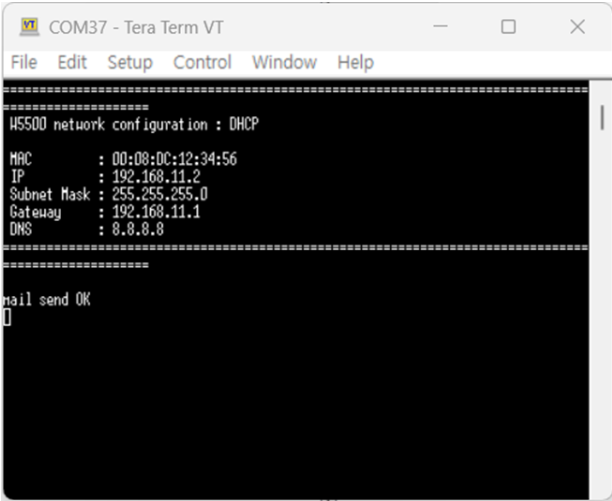 VT COM37 - Tera Term VT
File Edit Setup Control Window Help
================================================================================
====================
W5500 network configuration : DHCP
MAC : 00:08:DC:12:34:56
IP : 192.168.11.2
Subnet Mask : 255.255.255.0
Gateway : 192.168.11.1
DNS : 8.8.8.8
================================================================================
====================
mail send OK